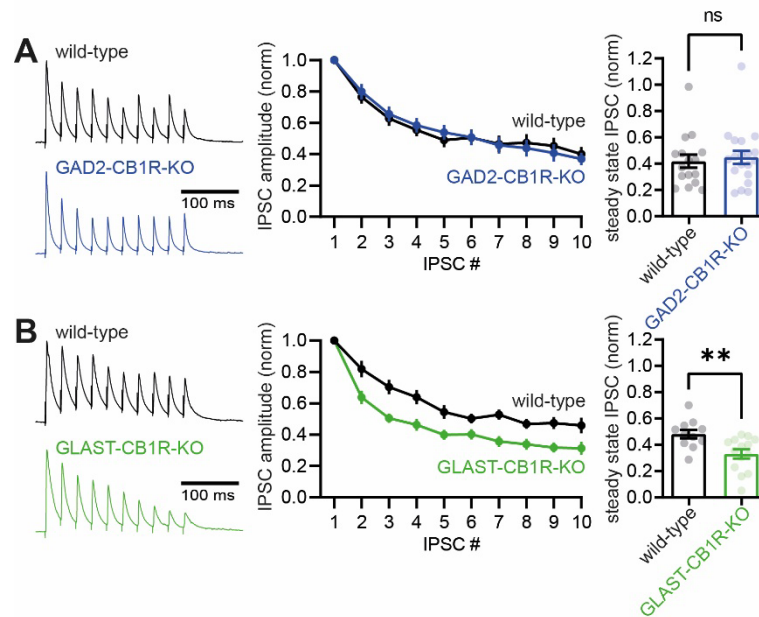 A
wild-type
GAD2-CB1R-KO
100 ms
IPSC amplitude (norm)
1.0
0.8
0.6
0.4
0.2
0.0
1 2 3 4 5 6 7 8 9 10
IPSC #
wild-type
GAD2-CB1R-KO
ns
steady state IPSC (norm)
1.2
1.0
0.8
0.6
0.4
0.2
0.0
wild-type
GAD2-CB1R-KO
B
wild-type
GLAST-CB1R-KO
100 ms
IPSC amplitude (norm)
1.0
0.8
0.6
0.4
0.2
0.0
1 2 3 4 5 6 7 8 9 10
IPSC #
wild-type
GLAST-CB1R-KO
**
steady state IPSC (norm)
1.2
1.0
0.8
0.6
0.4
0.2
0.0
wild-type
GLAST-CB1R-KO